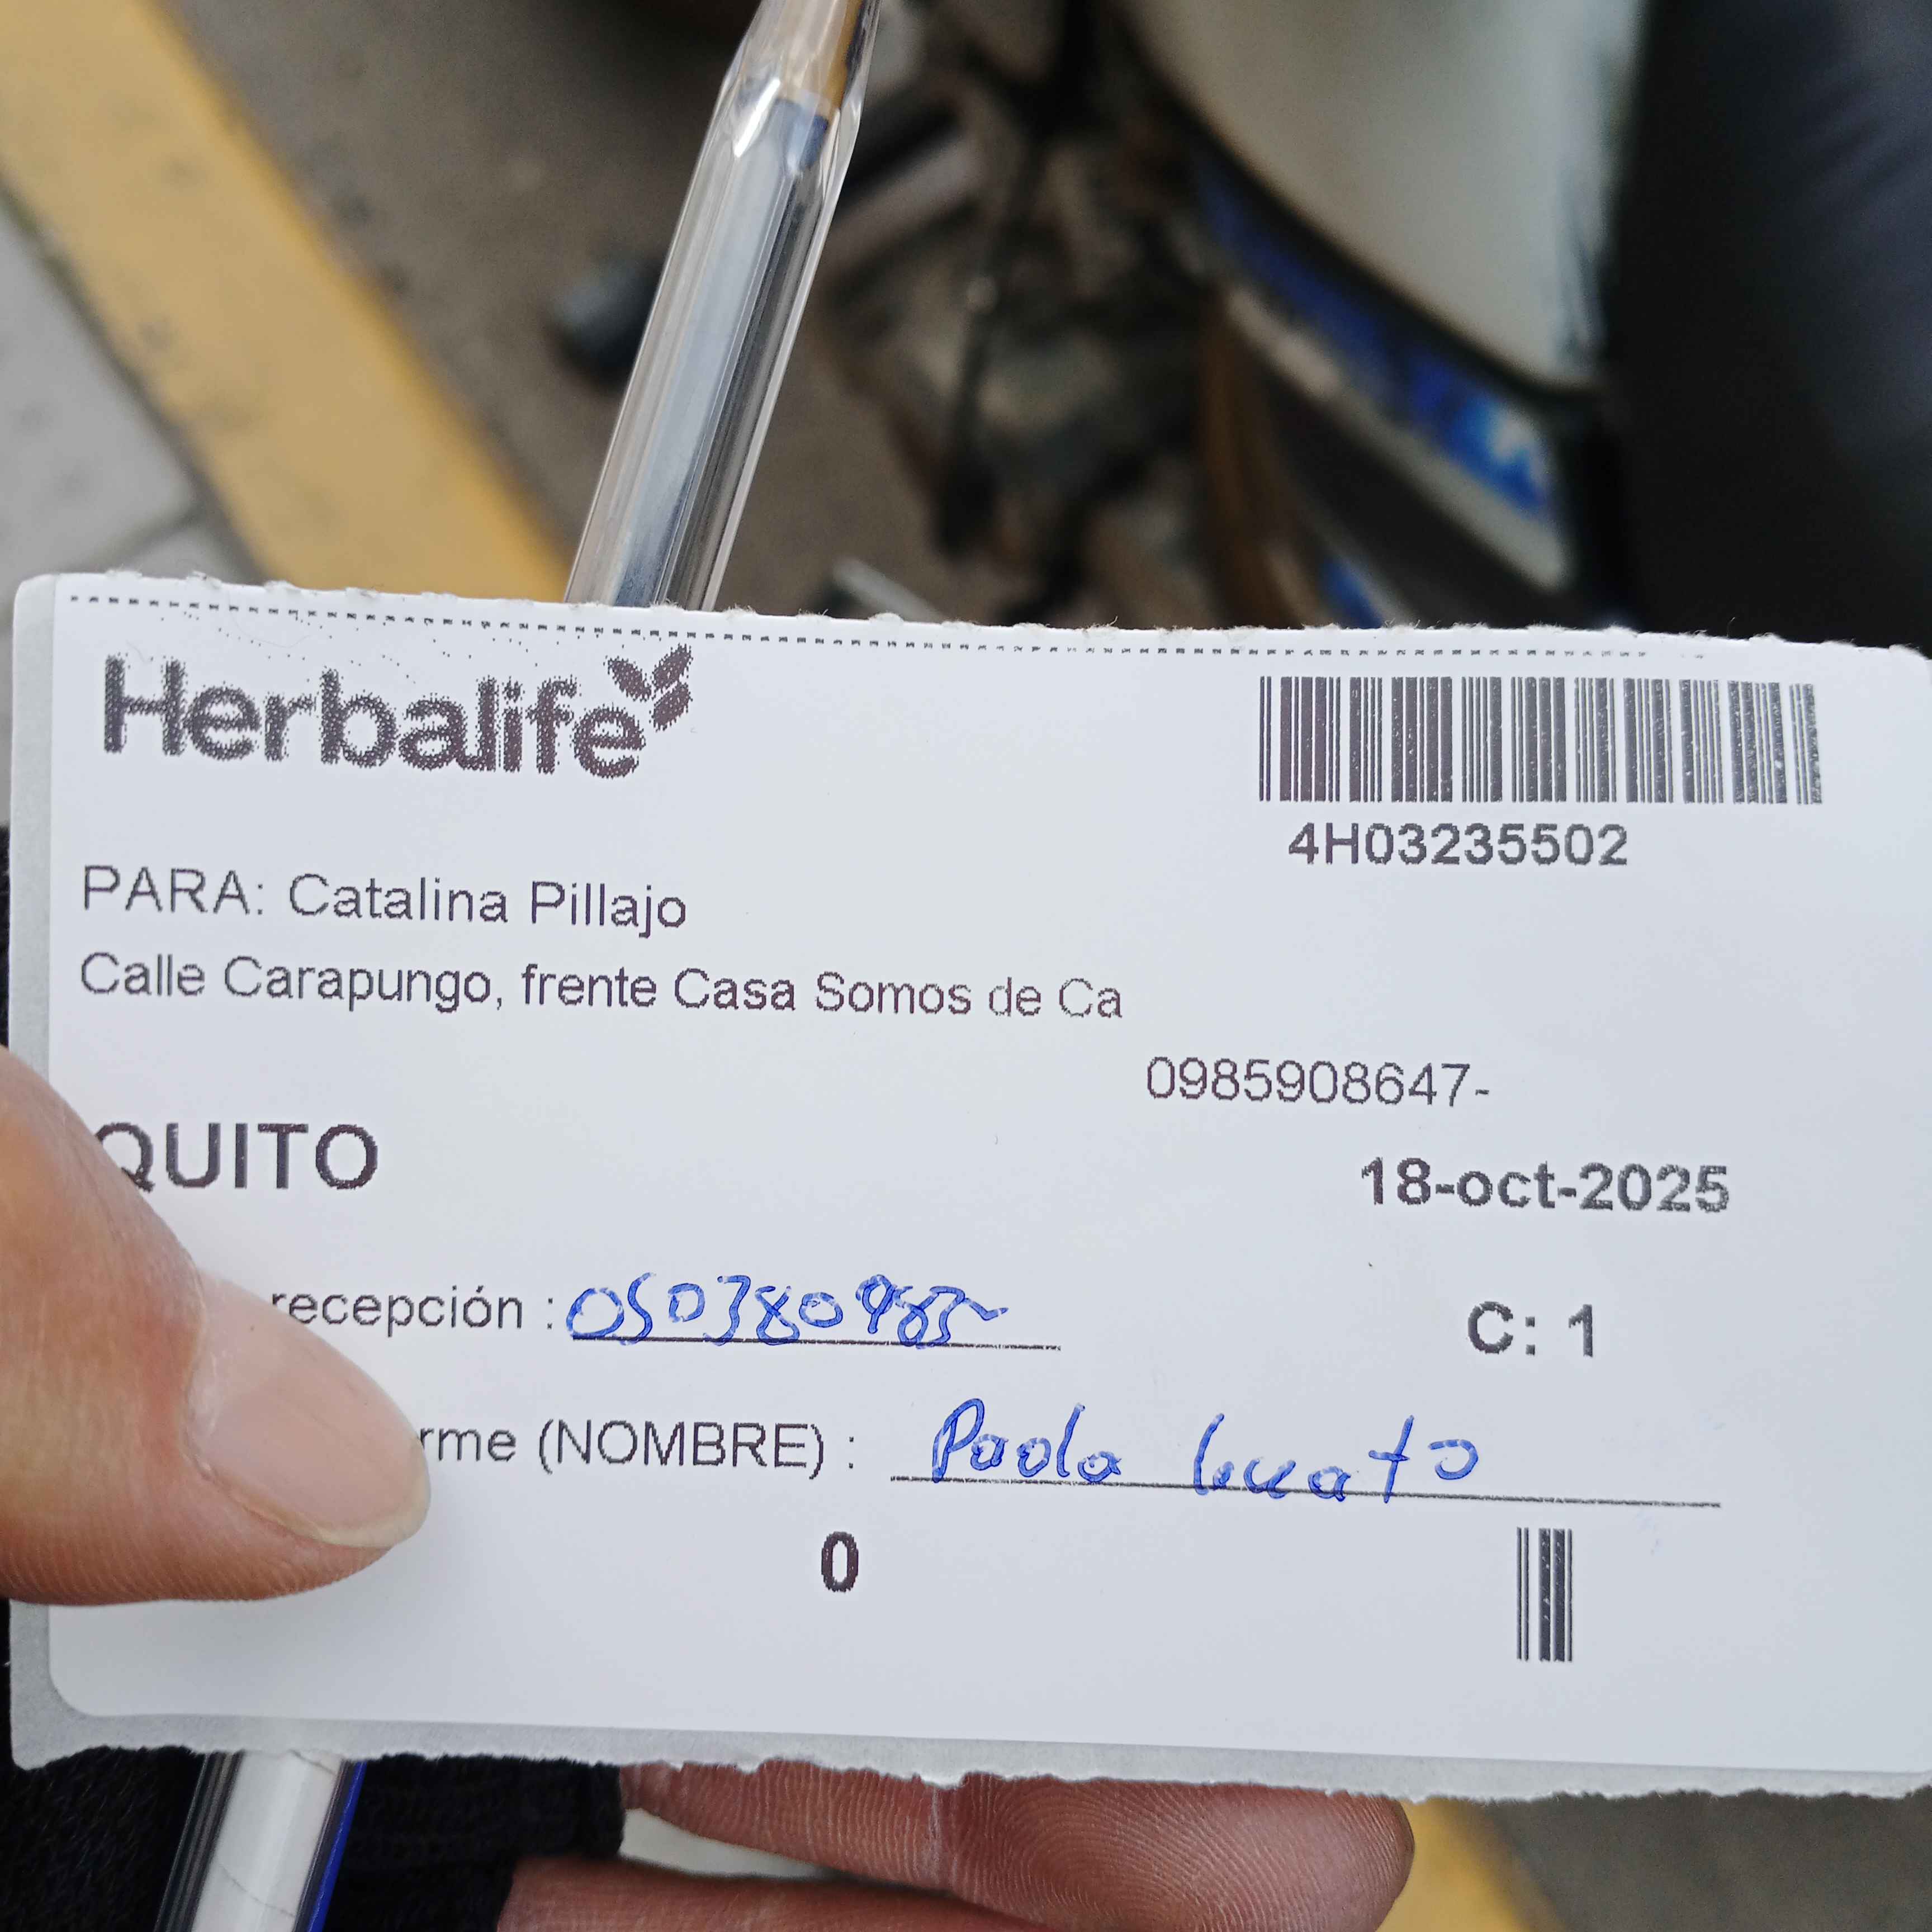 Herbalife
4H03235502
PARA: Catalina Pillajo
Calle Carapungo, frente Casa Somos de Ca
0985908647-
QUITO
18-oct-2025
recepción :
C: 1
rme (NOMBRE) : Paola
0